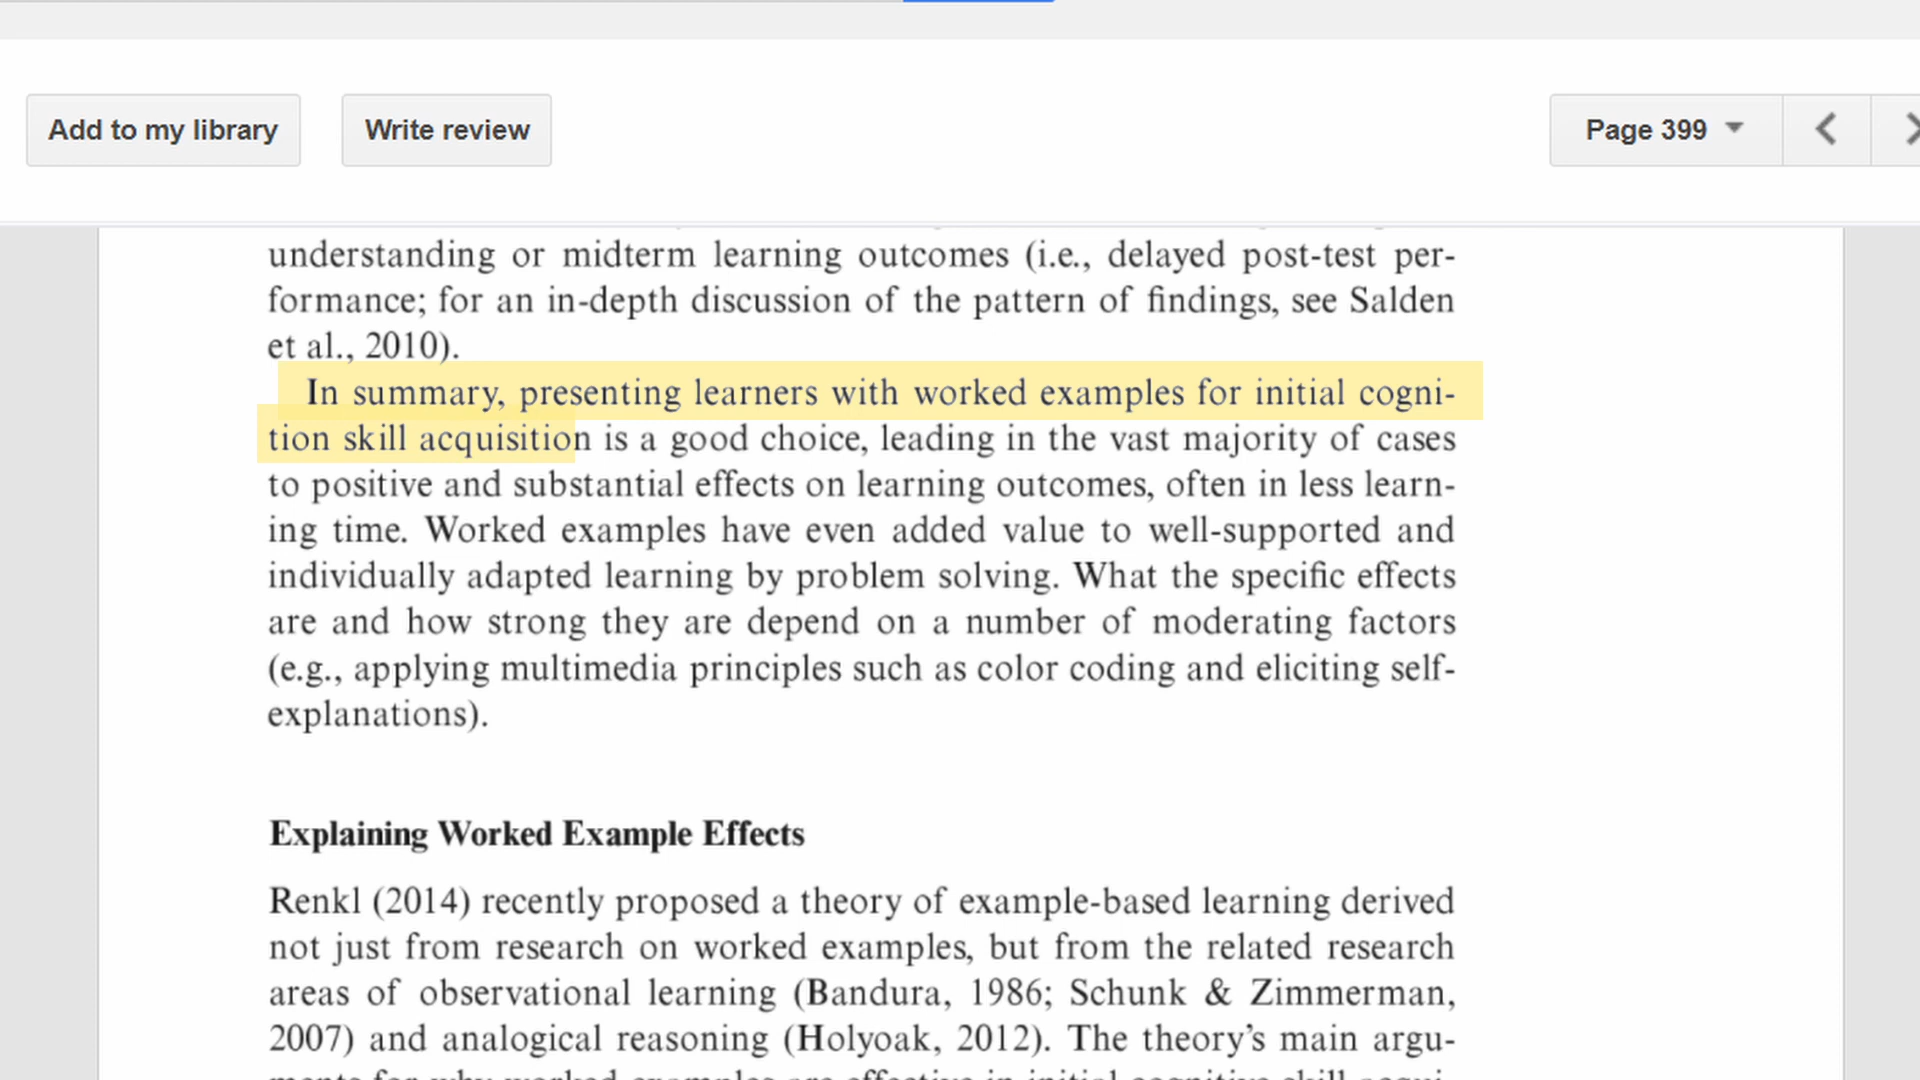 Add to my library
Write review
Page 399
understanding or midterm learning outcomes (i.e., delayed post-test per-
formance; for an in-depth discussion of the pattern of findings, see Salden
et al., 2010).
In summary, presenting learners with worked examples for initial cogni-
tion skill acquisition is a good choice, leading in the vast majority of cases
to positive and substantial effects on learning outcomes, often in less learn-
ing time. Worked examples have even added value to well-supported and
individually adapted learning by problem solving. What the specific effects
are and how strong they are depend on a number of moderating factors
(e.g., applying multimedia principles such as color coding and eliciting self-
explanations).
Explaining Worked Example Effects
Renkl (2014) recently proposed a theory of example-based learning derived
not just from research on worked examples, but from the related research
areas of observational learning (Bandura, 1986; Schunk & Zimmerman,
2007) and analogical reasoning (Holyoak, 2012). The theory's main argu-